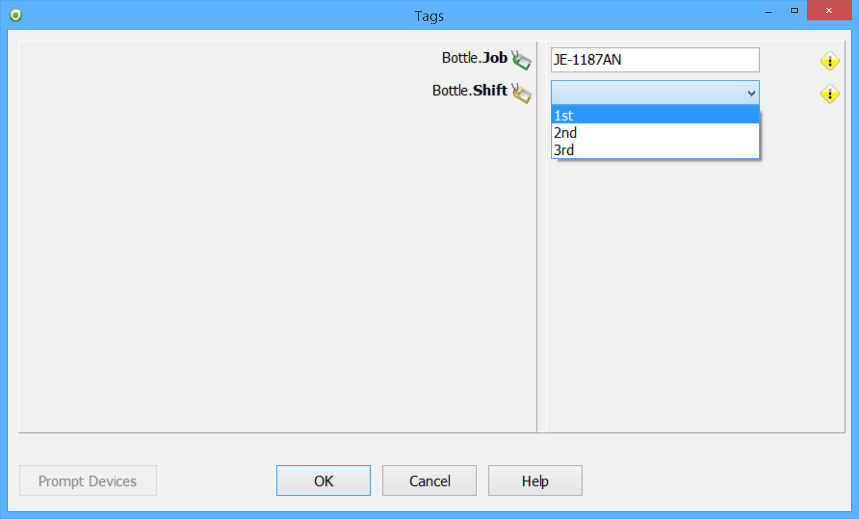 Tags
Bottle.Job
JE-1187AN
Bottle.Shift
1st
2nd
3rd
Prompt Devices
OK
Cancel
Help